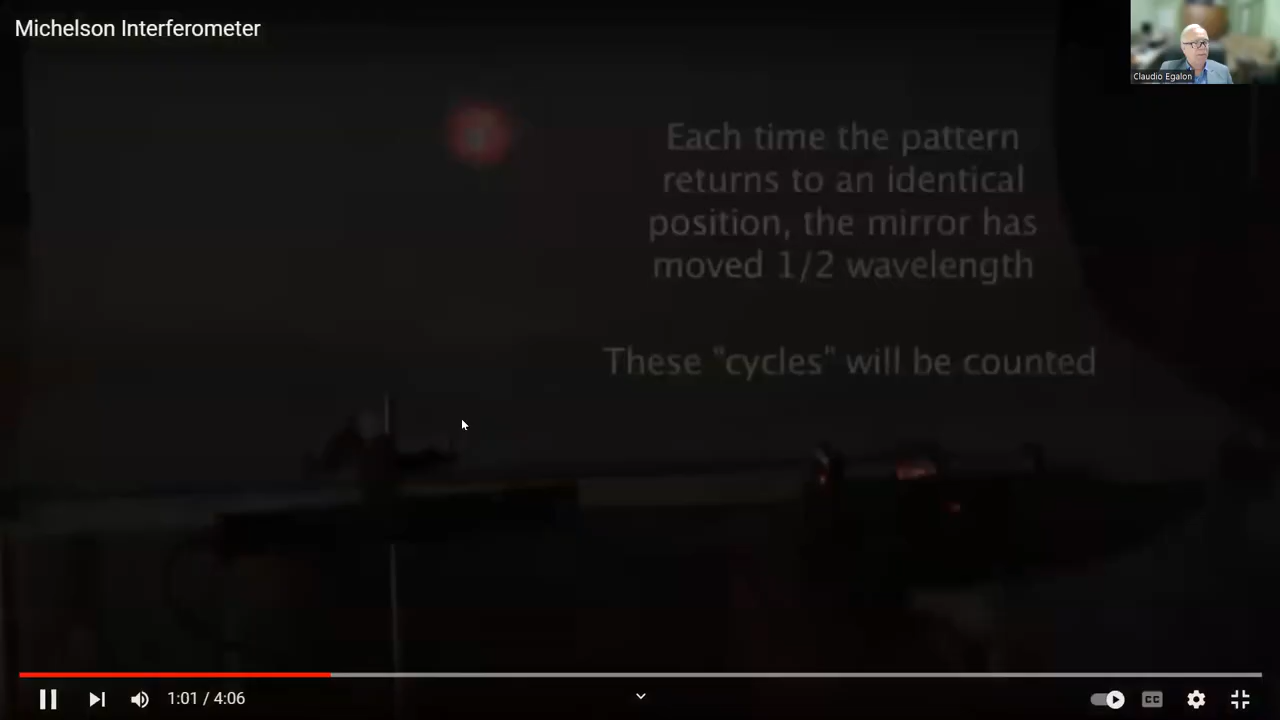 Michelson Interferometer
Claudio Egalon
Each time the pattern
returns to an identical
position, the mirror has
moved 1/2 wavelength
These "cycles" will be counted
1:01 / 4:06
CC